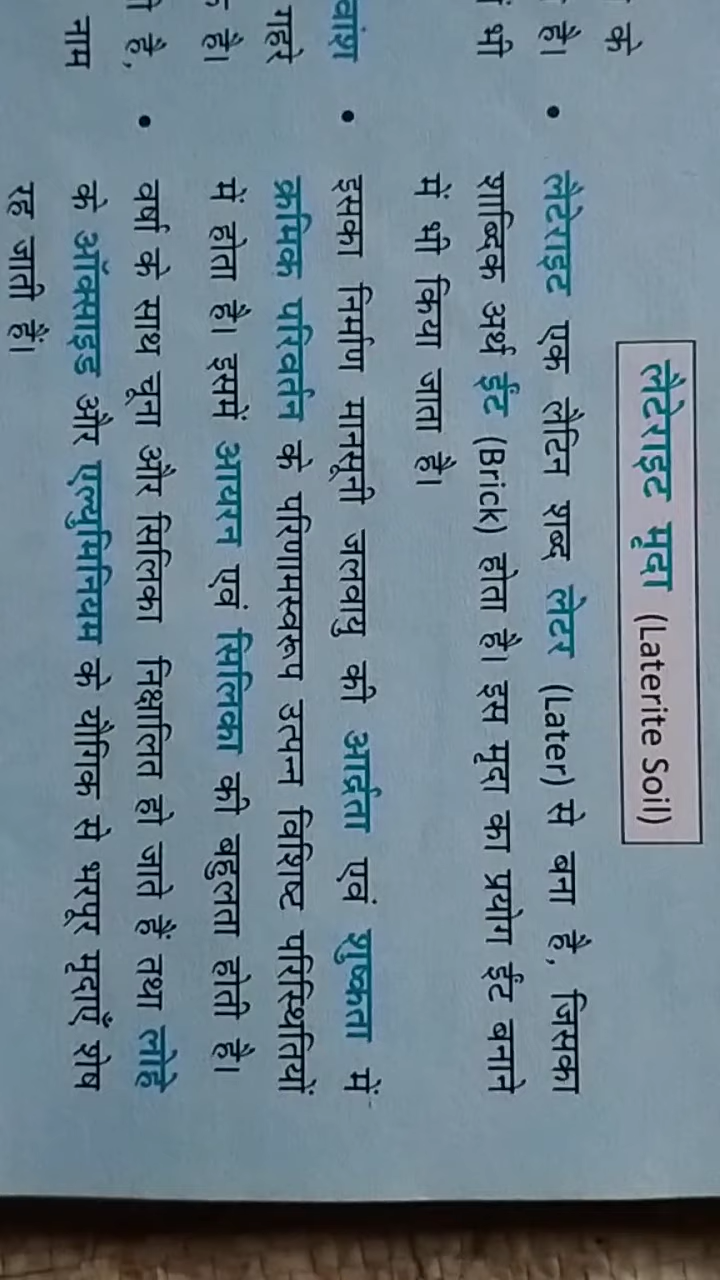 के
है।
भी
वांश
गहरे
है।
है,
नाम
लैटेराइट मृदा (Laterite Soil)
• लैटेराइट एक लैटिन शब्द लेटर (Later) से बना है, जिसका
शाब्दिक अर्थ ईंट (Brick) होता है। इस मृदा का प्रयोग ईंट बनाने
में भी किया जाता है।
• इसका निर्माण मानसूनी जलवायु की आर्द्रता एवं शुष्कता में
क्रमिक परिवर्तन के परिणामस्वरूप उत्पन्न विशिष्ट परिस्थितियों
में होता है। इसमें आयरन एवं सिलिका की बहुलता होती है।
• वर्षा के साथ चूना और सिलिका निक्षालित हो जाते हैं तथा लोहे
के ऑक्साइड और एल्युमिनियम के यौगिक से भरपूर मृदाएँ शेष
रह जाती हैं।